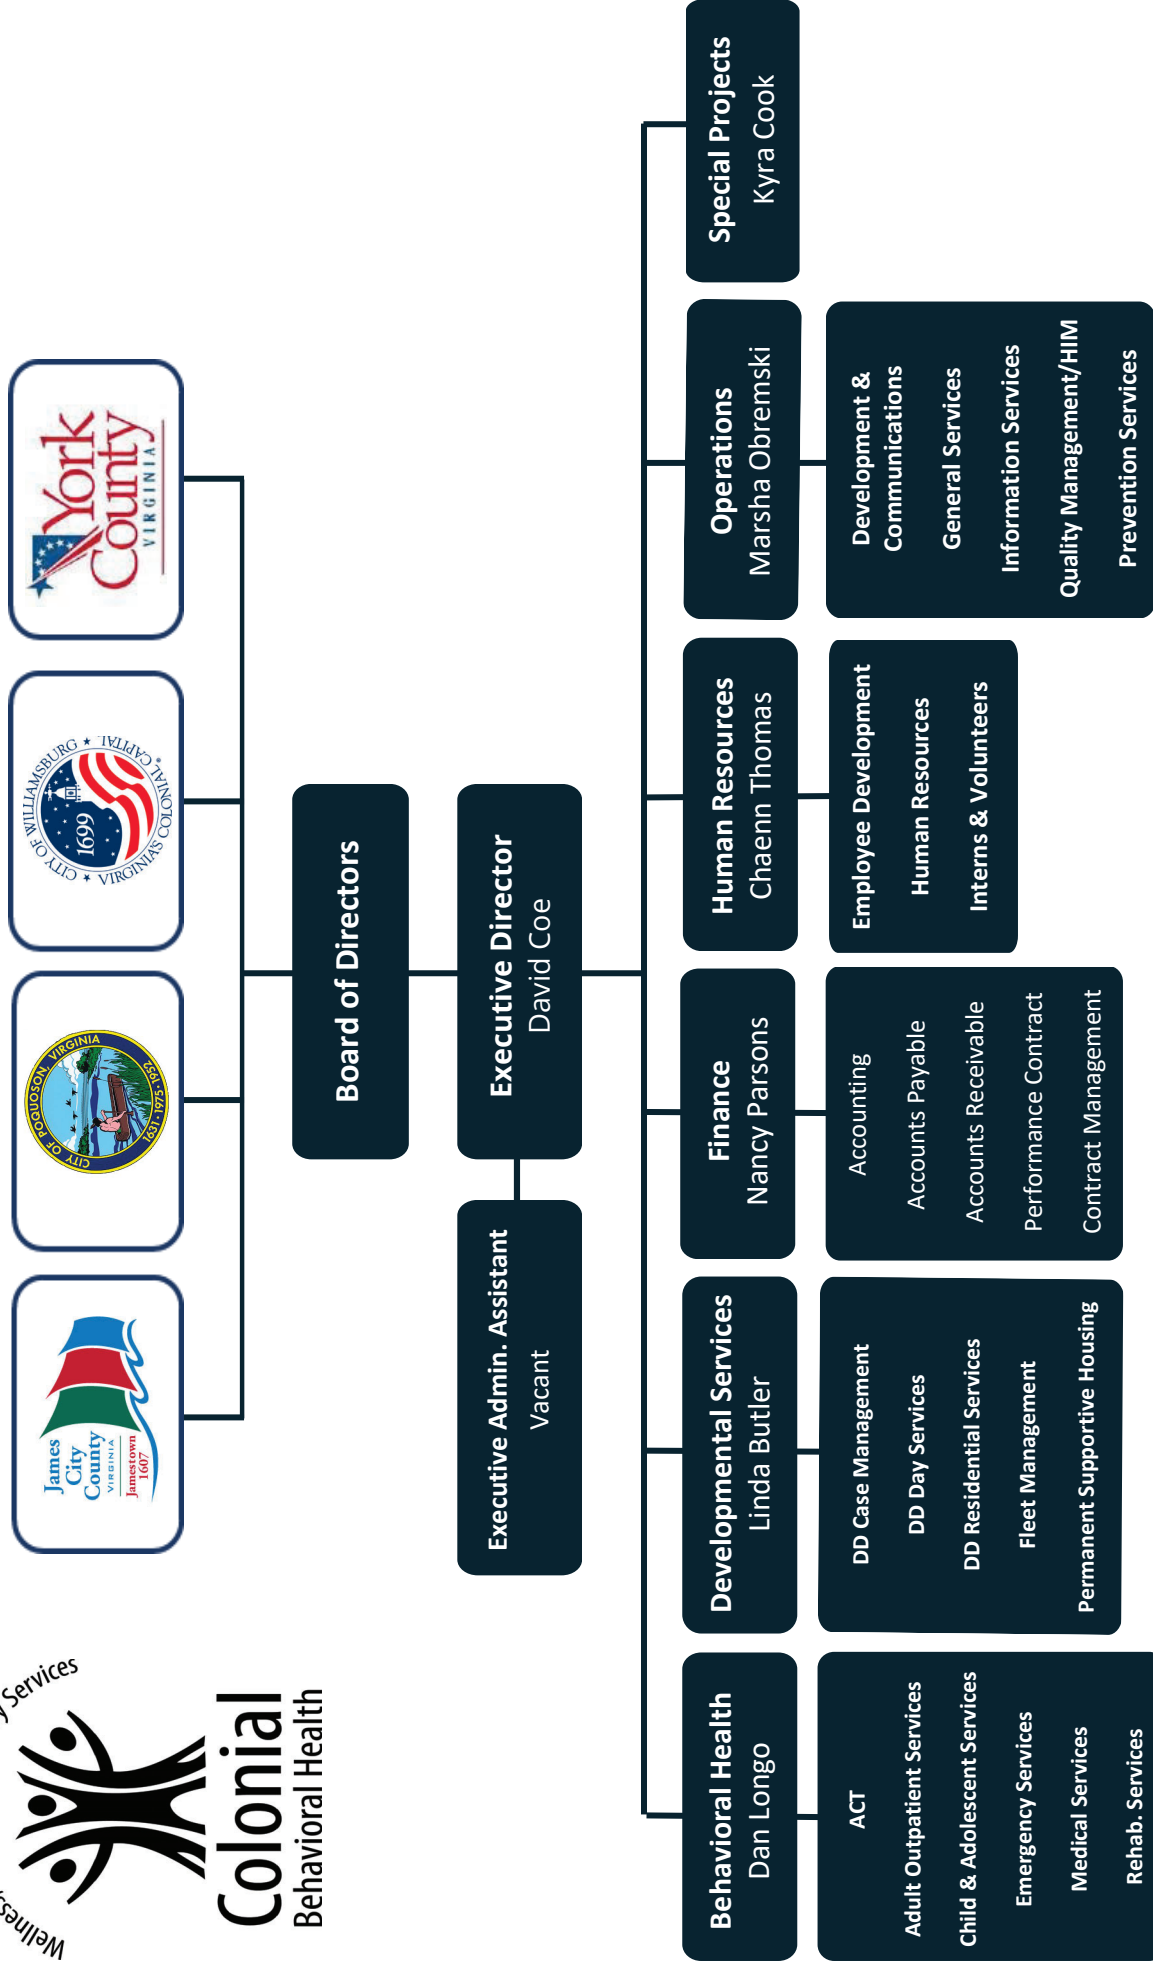 Wellness,
y Services
Colonial
Behavioral Health
James
City
County
VIRGINIA
Jamestown
1607
CITY OF POQUOSON, VIRGINIA
1631·1975·1952
CITY OF WILLIAMSBURG ★ VIRGINIA'S COLONIAL CAPITAL® ★
1699
York
County
VIRGINIA
Board of Directors
Executive Admin. Assistant
Vacant
Executive Director
David Coe
Behavioral Health
Dan Longo
ACT
Adult Outpatient Services
Child & Adolescent Services
Emergency Services
Medical Services
Rehab. Services
Developmental Services
Linda Butler
DD Case Management
DD Day Services
DD Residential Services
Fleet Management
Permanent Supportive Housing
Finance
Nancy Parsons
Accounting
Accounts Payable
Accounts Receivable
Performance Contract
Contract Management
Human Resources
Chaenn Thomas
Employee Development
Human Resources
Interns & Volunteers
Operations
Marsha Obremski
Development &
Communications
General Services
Information Services
Quality Management/HIM
Prevention Services
Special Projects
Kyra Cook